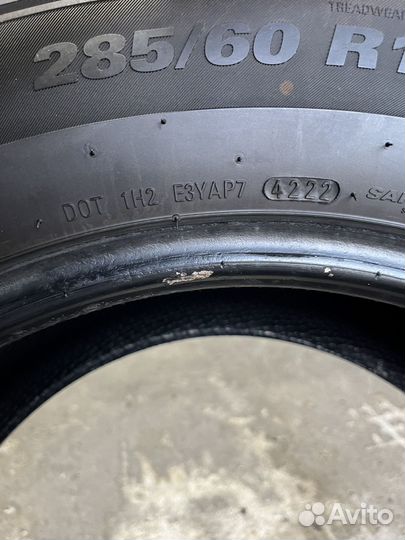 TREADWEAR
285/60 R1
DOT 1H2 E3YAP7 4222
Avito